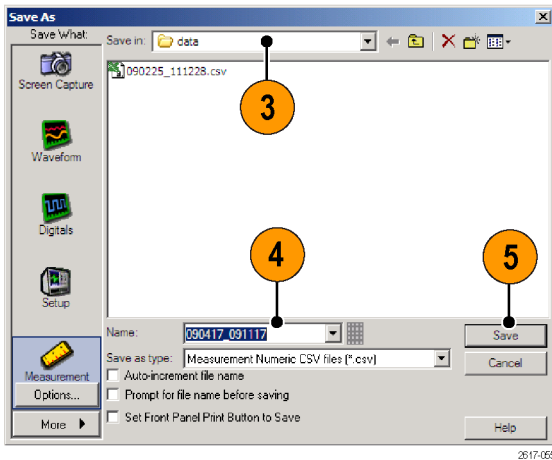 Save As
Save What:
Save in: data
Screen Capture
090225_111228.csv
3
Waveform
Digitals
4
5
Setup
Name: 090417_091117
Save
Save as type: Measurement Numeric CSV files (*.csv)
Cancel
Measurement
Auto-increment file name
Options...
Prompt for file name before saving
Set Front Panel Print Button to Save
More
Help